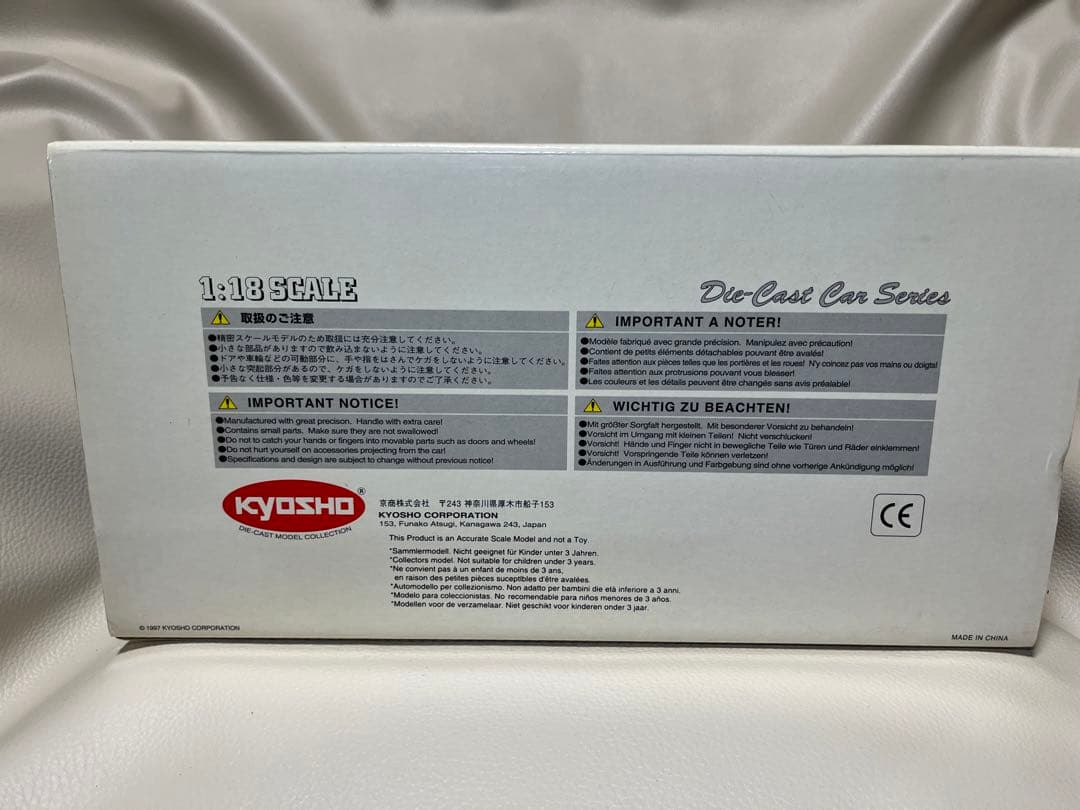 1:18 SCALE
Die-Cast Car Series
取扱のご注意
●精密スケールモデルのため取扱には充分注意してください。
●小さな部品がありますので飲み込まないように注意してください。
●ドアや車輪などの可動部分に、手や指をはさんでケガをしないように注意してください。
●小さな突起部分があるので、ケガをしないように注意してください。
●予告なく仕様・色等を変更する場合がありますのでご了承ください。
IMPORTANT A NOTER!
●Modèle fabriqué avec grande précision. Manipulez avec précaution!
●Contient de petits éléments détachables pouvant être avalés!
●Faites attention aux pièces telles que les portières et les roues! N'y coincez pas vos mains ou doigts!
●Faites attention aux protrusions pouvant vous blesser!
●Les couleurs et les détails peuvent être changés sans avis préalable!
IMPORTANT NOTICE!
●Manufactured with great precison. Handle with extra care!
●Contains small parts. Make sure they are not swallowed!
●Do not to catch your hands or fingers into movable parts such as doors and wheels!
●Do not hurt yourself on accessories projecting from the car!
●Specifications and design are subject to change without previous notice!
WICHTIG ZU BEACHTEN!
●Mit größter Sorgfalt hergestellt. Mit besonderer Vorsicht zu behandeln!
●Vorsicht im Umgang mit kleinen Teilen! Nicht verschlucken!
●Vorsicht! Hände und Finger nicht in bewegliche Teile wie Türen und Räder einklemmen!
●Vorsicht! Vorspringende Teile können verletzen!
●Änderungen in Ausführung und Farbgebung sind ohne vorherige Ankündigung möglich!
KYOSHO®
DIE-CAST MODEL COLLECTION
京商株式会社 〒243 神奈川県厚木市船子153
KYOSHO CORPORATION
153, Funako Atsugi, Kanagawa 243, Japan
This Product is an Accurate Scale Model and not a Toy.
*Sammlermodell. Nicht geeignet für Kinder unter 3 Jahren.
*Collectors model. Not suitable for children under 3 years.
*Ne convient pas à un enfant de moins de 3 ans,
en raison des petites pièces suceptibles d'être avalées.
*Automodello per collezionismo. Non adatto per bambini die età inferiore a 3 anni.
*Modelo para coleccionistas. No recomendable para niños menores de 3 años.
*Modellen voor de verzamelaar. Niet geschikt voor kinderen onder 3 jaar.
CE
© 1997 KYOSHO CORPORATION
MADE IN CHINA